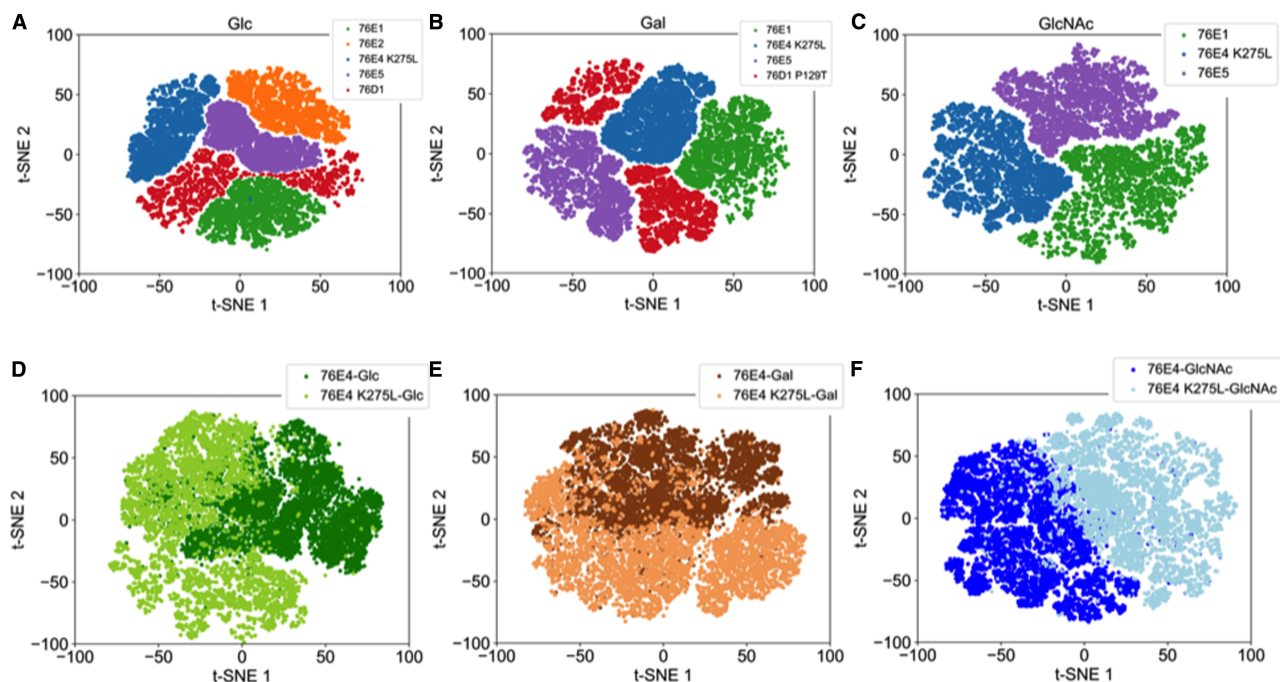 A
Glc
76E1
76E2
76E4 K275L
76E5
76D1
100
50
0
−50
−100
−100
−50
0
50
100
t-SNE 2
t-SNE 1
B
Gal
76E1
76E4 K275L
76E5
76D1 P129T
100
50
0
−50
−100
−100
−50
0
50
100
t-SNE 2
t-SNE 1
C
GlcNAc
76E1
76E4 K275L
76E5
100
50
0
−50
−100
−100
−50
0
50
100
t-SNE 2
t-SNE 1
D
76E4-Glc
76E4 K275L-Glc
100
50
0
−50
−100
−100
−50
0
50
100
t-SNE 2
t-SNE 1
E
76E4-Gal
76E4 K275L-Gal
100
50
0
−50
−100
−100
−50
0
50
100
t-SNE 2
t-SNE 1
F
76E4-GlcNAc
76E4 K275L-GlcNAc
100
50
0
−50
−100
−100
−50
0
50
100
t-SNE 2
t-SNE 1